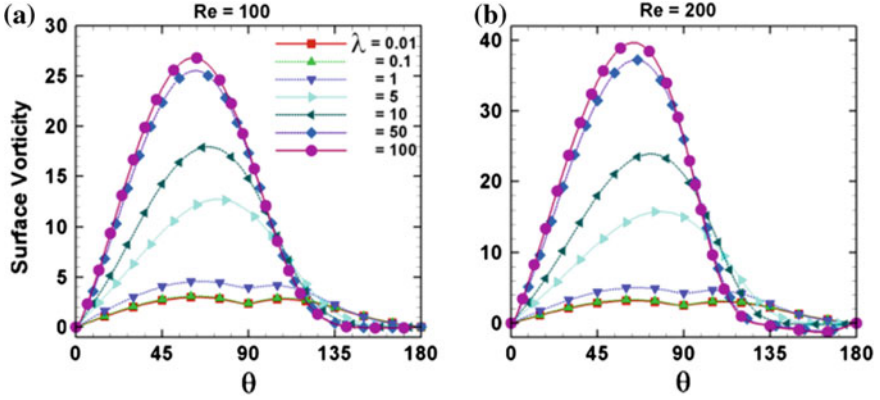 (a)
Re = 100
Surface Vorticity
30
25
20
15
10
5
0
λ = 0.01
= 0.1
= 1
= 5
= 10
= 50
= 100
0 45 90 135 180
θ
(b)
Re = 200
40
30
20
10
0
0 45 90 135 180
θ